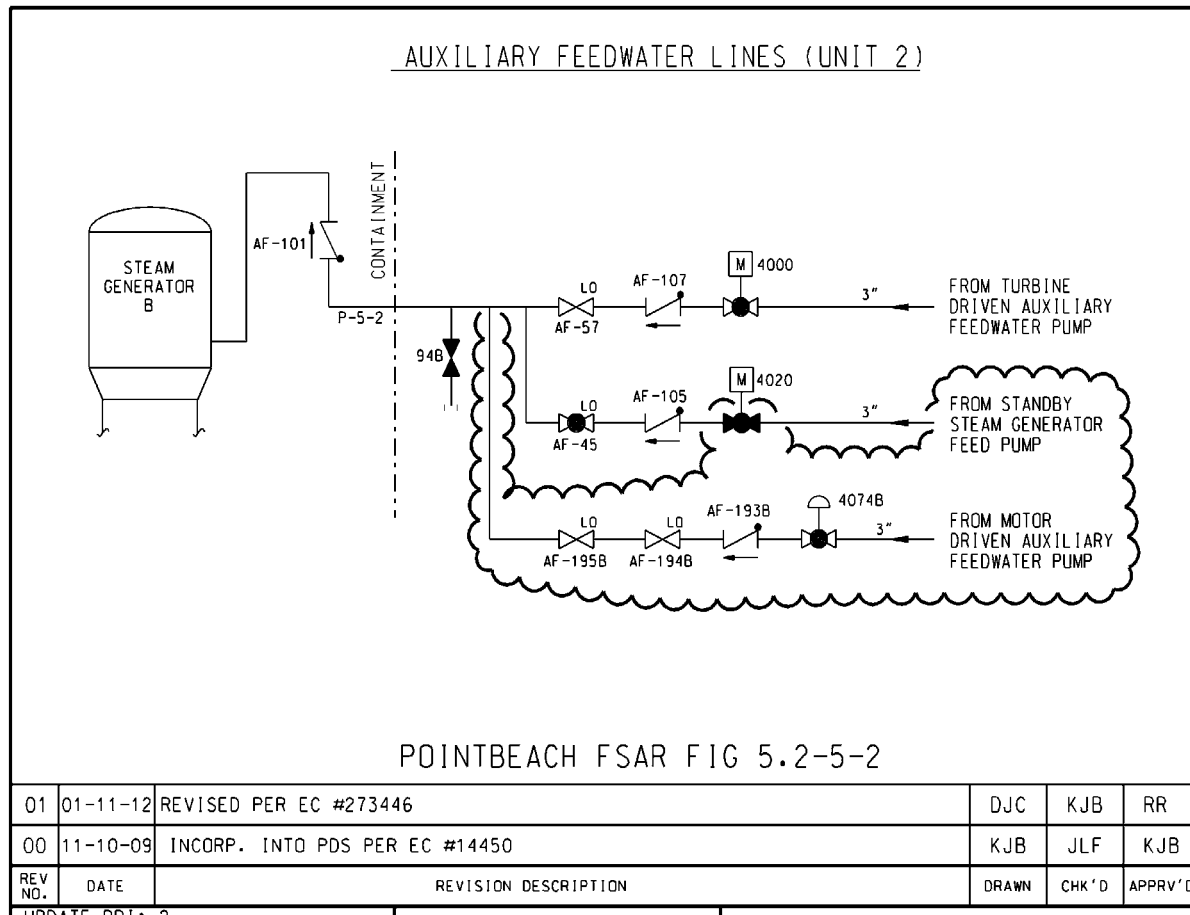 AUXILIARY FEEDWATER LINES (UNIT 2)
CONTAINMENT
AF-101
STEAM
GENERATOR
B
P-5-2
94B
LO
AF-57
AF-107
M 4000
3"
FROM TURBINE
DRIVEN AUXILIARY
FEEDWATER PUMP
LO
AF-45
AF-105
M 4020
3"
FROM STANDBY
STEAM GENERATOR
FEED PUMP
LO
AF-195B
LO
AF-194B
AF-193B
4074B
3"
FROM MOTOR
DRIVEN AUXILIARY
FEEDWATER PUMP
POINTBEACH FSAR FIG 5.2-5-2
01 01-11-12 REVISED PER EC #273446 DJC KJB RR
00 11-10-09 INCORP. INTO PDS PER EC #14450 KJB JLF KJB
REV NO. DATE REVISION DESCRIPTION DRAWN CHK'D APPRV'D